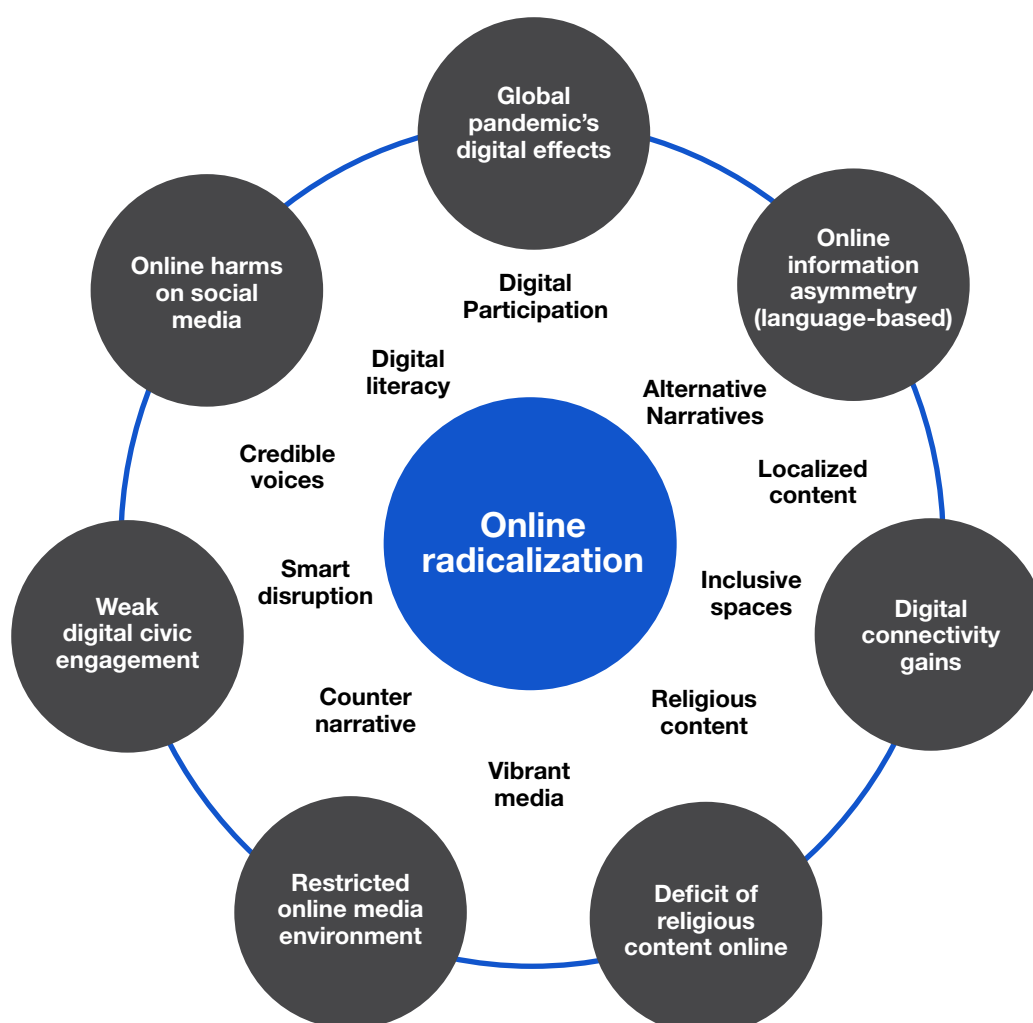 Global
pandemic's
digital effects
Online
information
asymmetry
(language-based)
Online harms
on social
media
Digital
Participation
Digital
literacy
Alternative
Narratives
Credible
voices
Localized
content
Online
radicalization
Smart
disruption
Inclusive
spaces
Weak
digital civic
engagement
Digital
connectivity
gains
Counter
narrative
Religious
content
Vibrant
media
Restricted
online media
environment
Deficit of
religious
content online